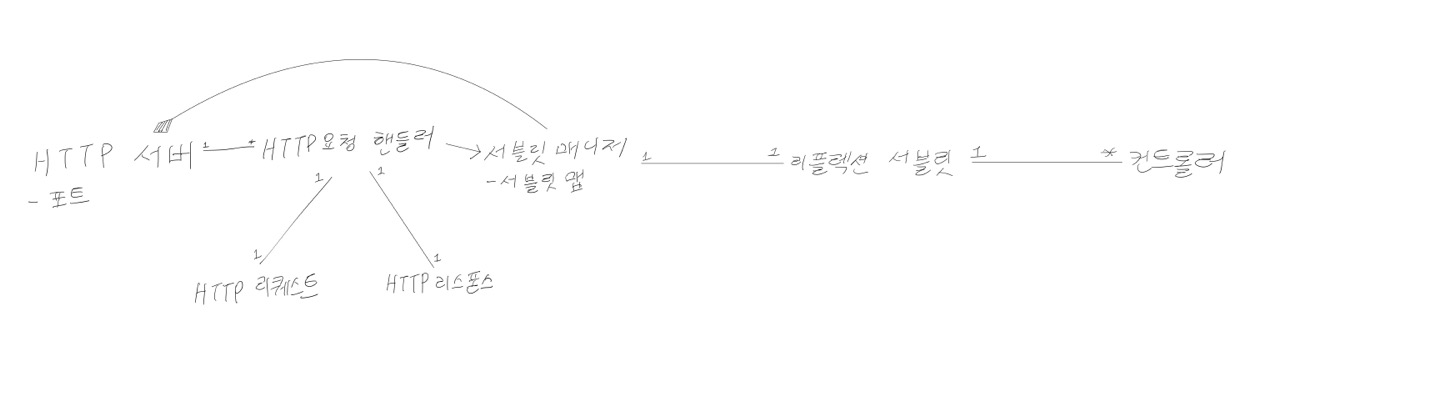 HTTP 서버 1 * HTTP요청 핸들러 서블릿 매니저 1 1 리플렉션 서블릿 1 * 컨트롤러
- 포트 1 1 - 서블릿 맵
1 1
HTTP 리퀘스트 HTTP 리스폰스